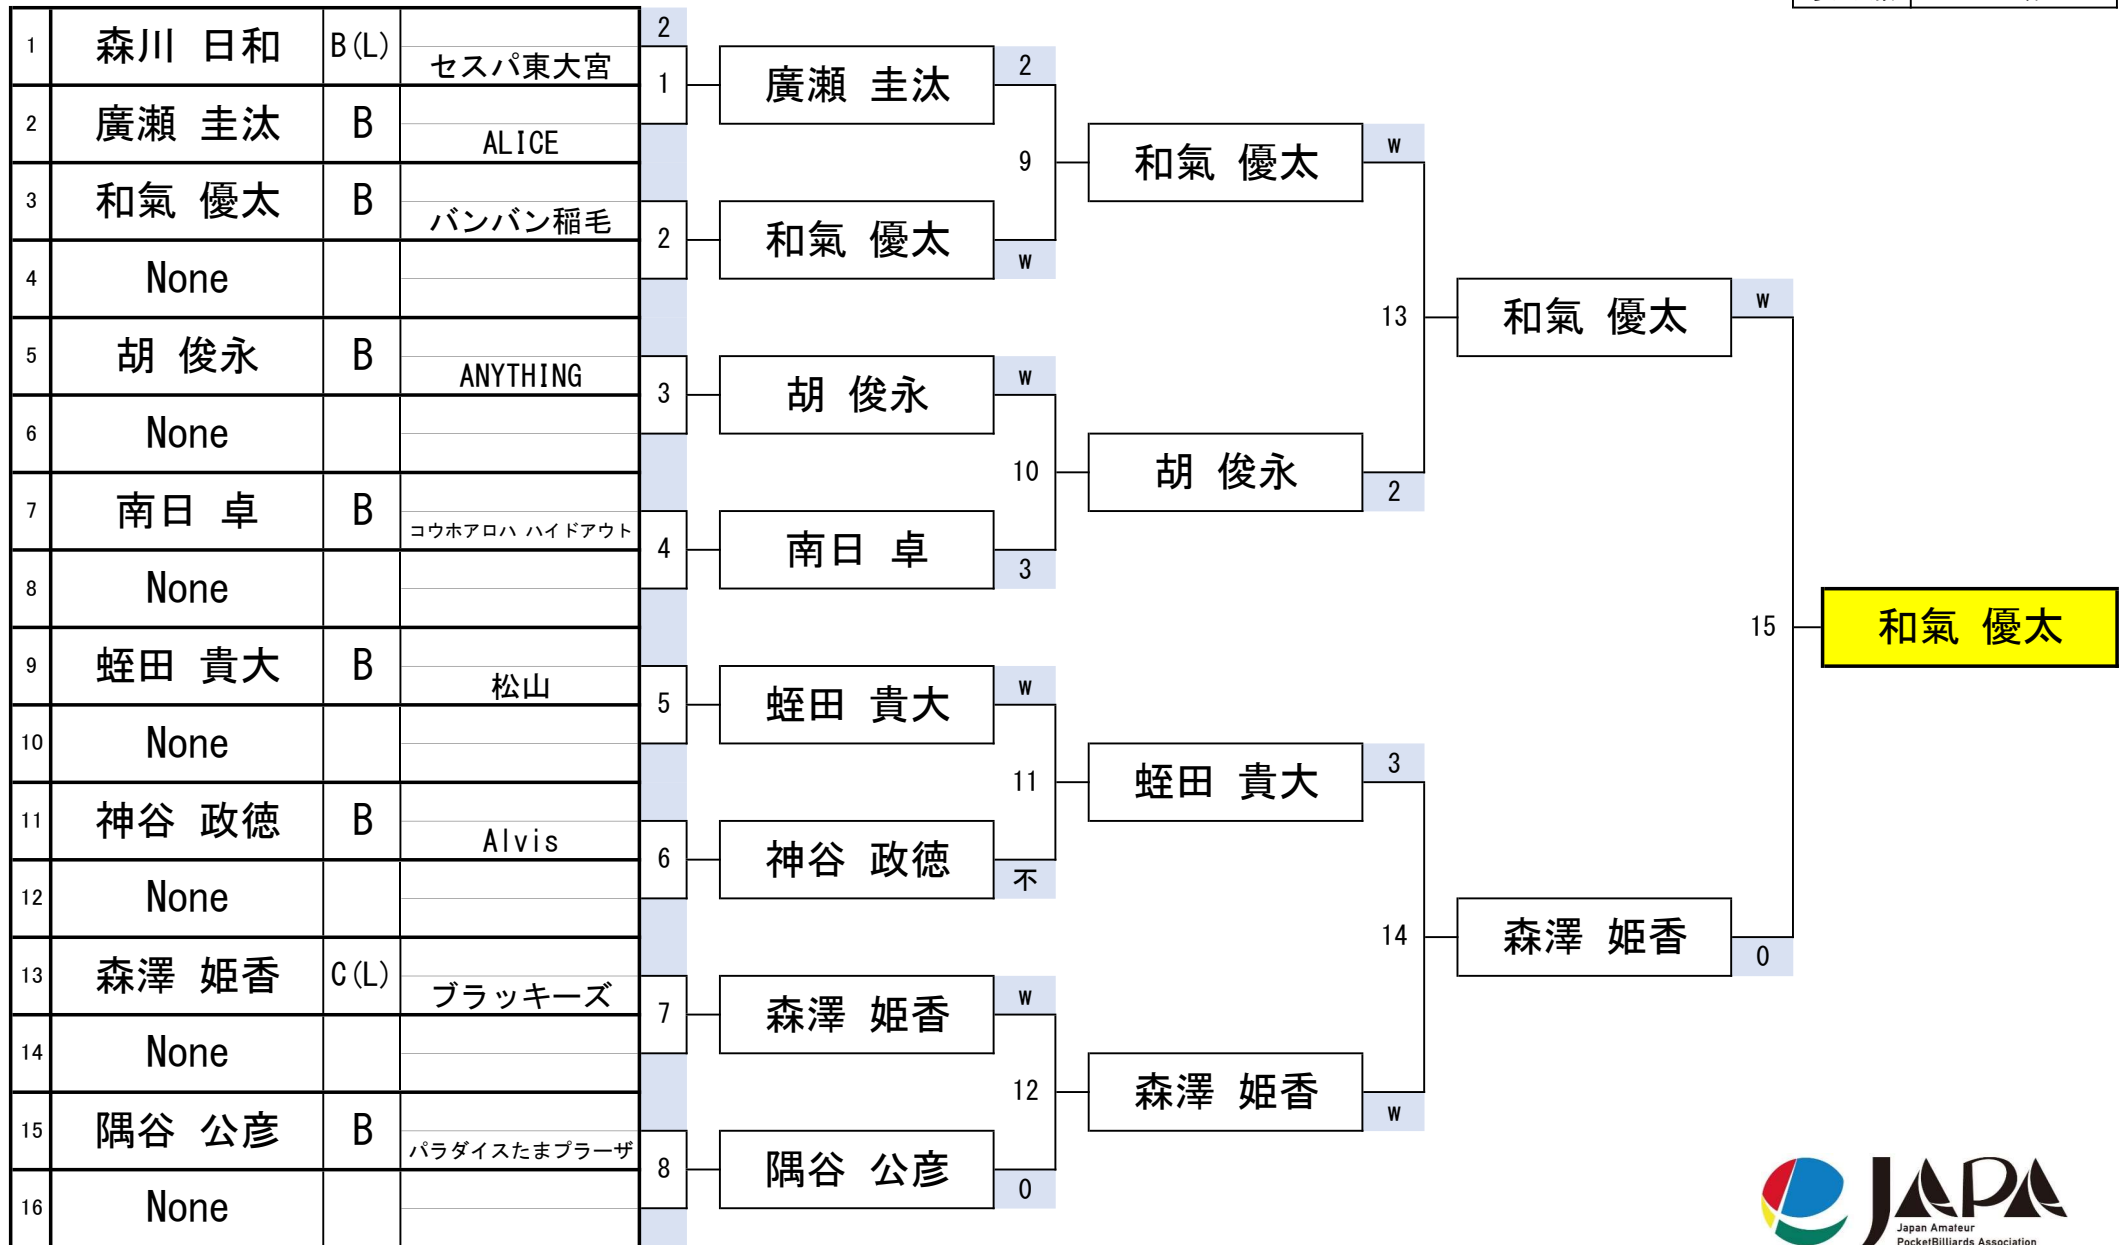 1 森川 日和 B(L) セスパ東大宮 2
2 廣瀬 圭汰 B ALICE
3 和氣 優太 B バンバン稲毛
4 None
5 胡 俊永 B ANYTHING
6 None
7 南日 卓 B コウホアロハ ハイドアウト
8 None
9 蛭田 貴大 B 松山
10 None
11 神谷 政徳 B Alvis
12 None
13 森澤 姫香 C(L) ブラッキーズ
14 None
15 隅谷 公彦 B パラダイスたまプラーザ
16 None
1 廣瀬 圭汰 2
9
2 和氣 優太 w
3 胡 俊永 w
10
4 南日 卓 3
5 蛭田 貴大 w
11
6 神谷 政徳 不
7 森澤 姫香 w
12
8 隅谷 公彦 0
和氣 優太 w
13
胡 俊永 2
蛭田 貴大 3
14
森澤 姫香 w
和氣 優太 w
15
森澤 姫香 0
和氣 優太
JAPA
Japan Amateur
PocketBilliards Association